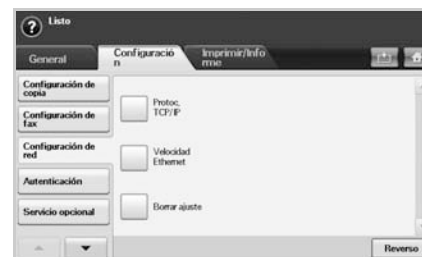 Listo
General
Configuració
n
Imprimir/Info
rme
Configuración de
copia
Configuración de
fax
Configuración de
red
Autenticación
Servicio opcional
Protoc.
TCP/IP
Velocidad
Ethernet
Borrar ajuste
Reverso